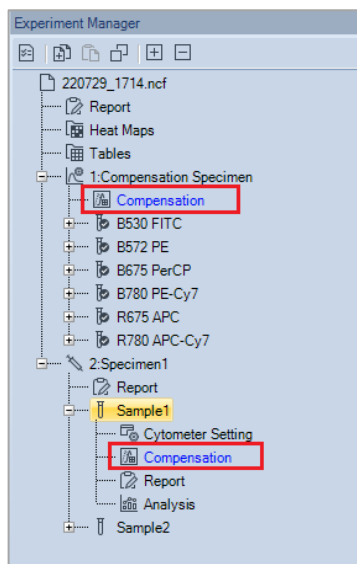 Experiment Manager
220729_1714.ncf
Report
Heat Maps
Tables
1:Compensation Specimen
Compensation
B530 FITC
B572 PE
B675 PerCP
B780 PE-Cy7
R675 APC
R780 APC-Cy7
2:Specimen1
Report
Sample1
Cytometer Setting
Compensation
Report
Analysis
Sample2